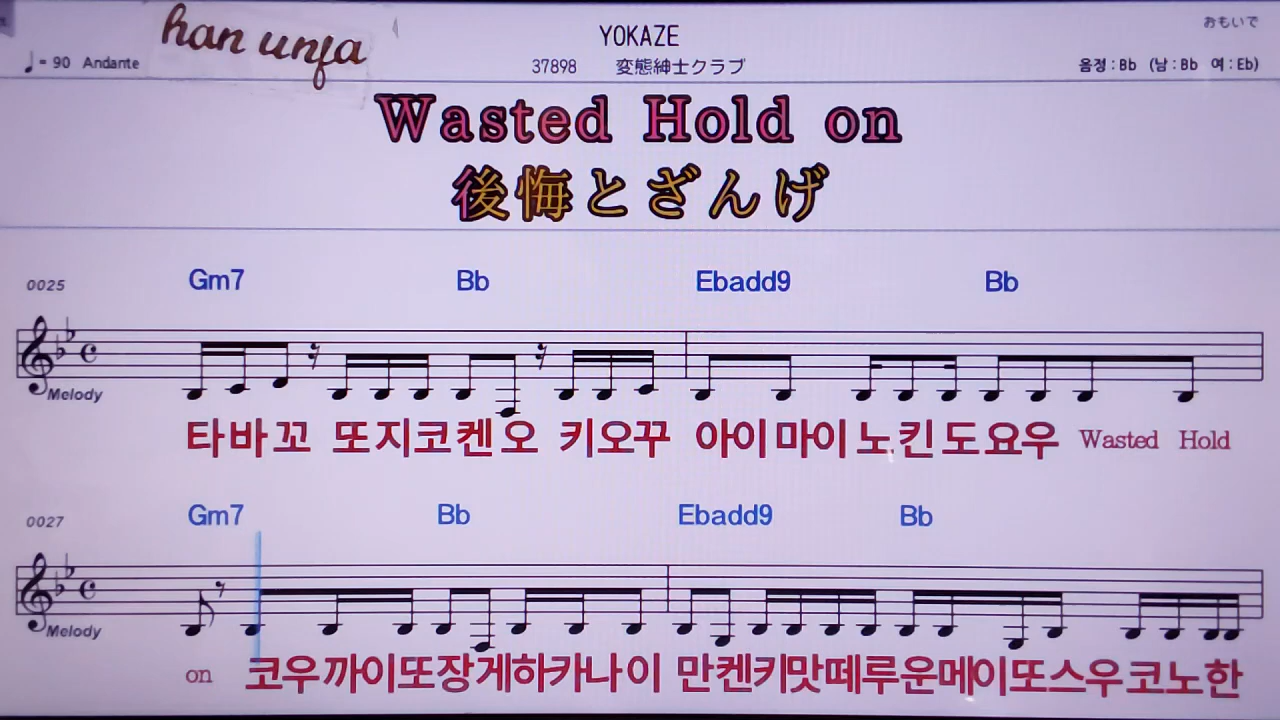 han unja
YOKAZE
おもいで
♩= 90 Andante
37898 変態紳士クラブ
음정 : Bb (남 : Bb 여 : Eb)
Wasted Hold on
後悔とざんげ
0025 Gm7 Bb Ebadd9 Bb
Melody
타바꼬 또지코켄오 키오꾸 아이마이노킨도요우 Wasted Hold
0027 Gm7 Bb Ebadd9 Bb
Melody
on 코우까이또장게하카나이 만켄키맛떼루운메이또스우코노한